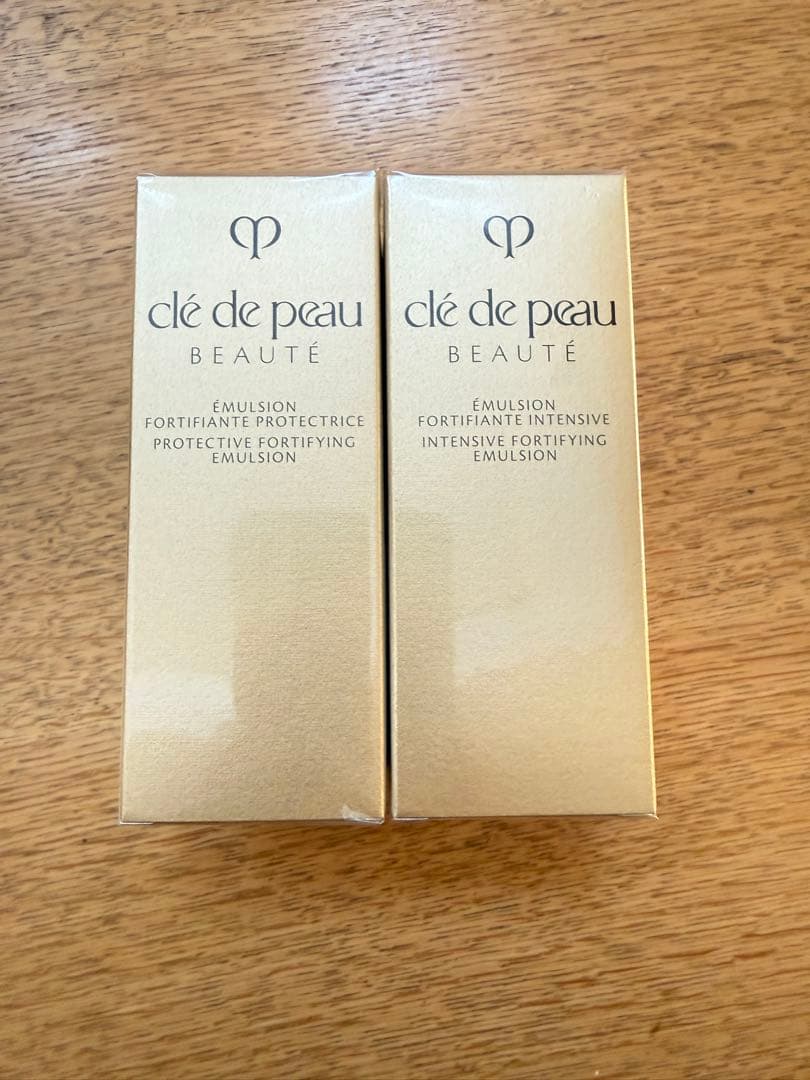 clé de peau
BEAUTÉ
ÉMULSION
FORTIFIANTE PROTECTRICE
PROTECTIVE FORTIFYING
EMULSION
clé de peau
BEAUTÉ
ÉMULSION
FORTIFIANTE INTENSIVE
INTENSIVE FORTIFYING
EMULSION